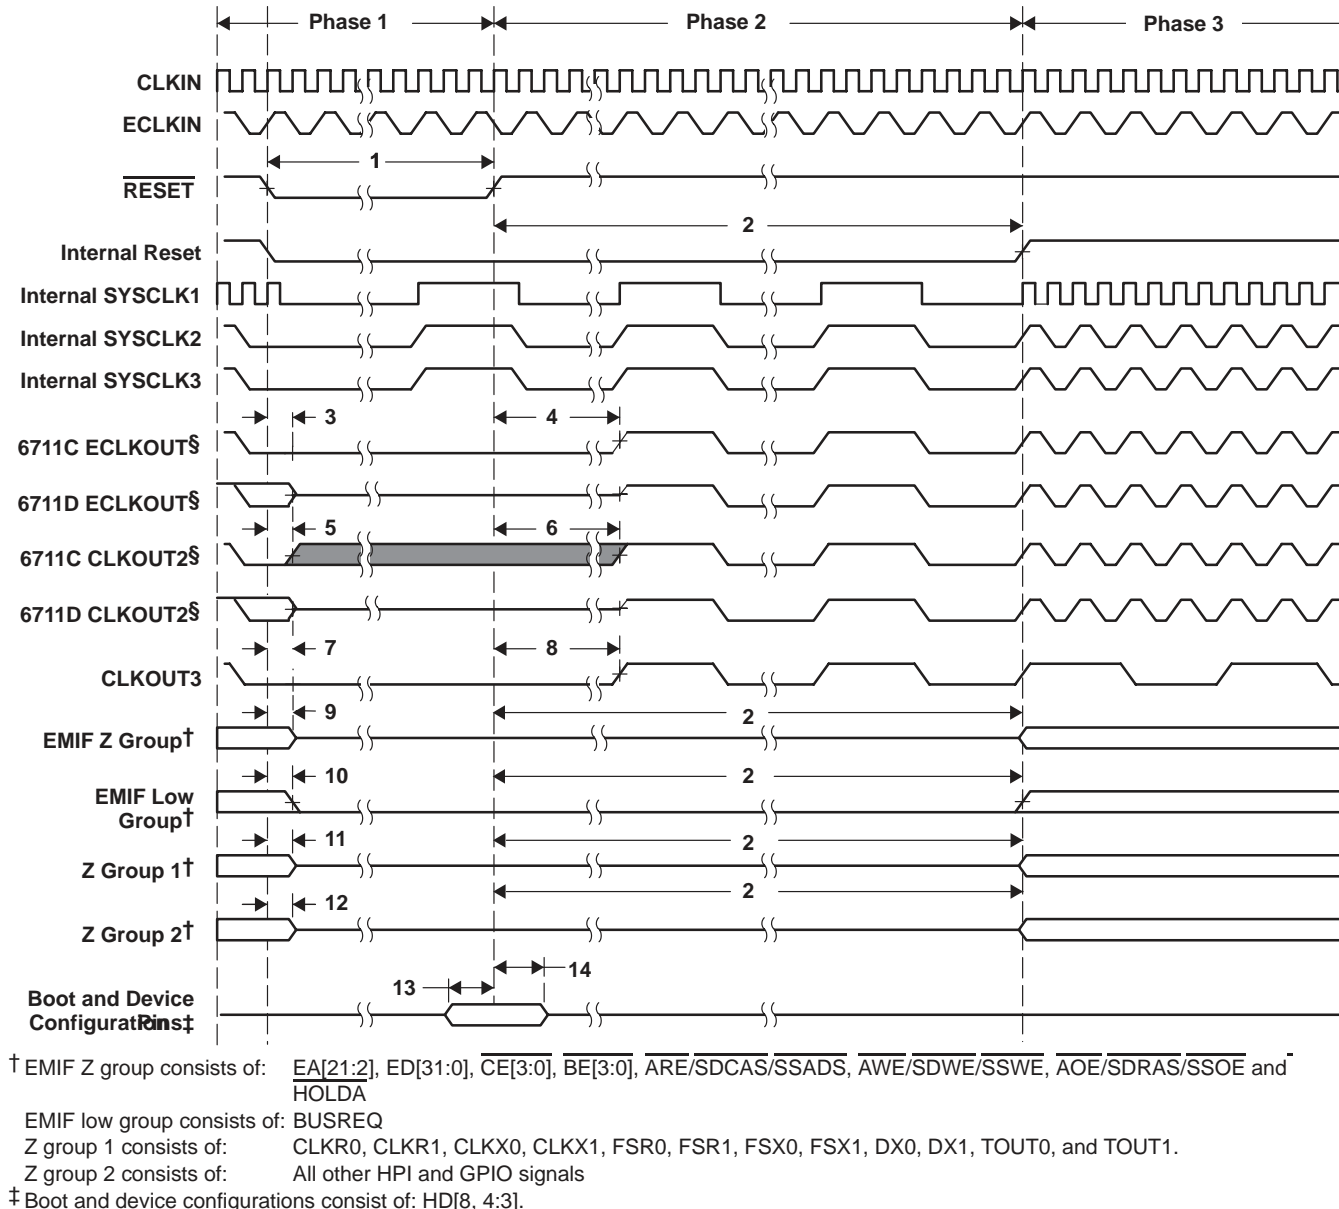 Phase 1 Phase 2 Phase 3
CLKIN
ECLKIN
1
RESET
2
Internal Reset
Internal SYSCLK1
Internal SYSCLK2
Internal SYSCLK3
3 4
6711C ECLKOUT§
6711D ECLKOUT§
5 6
6711C CLKOUT2§
6711D CLKOUT2§
7 8
CLKOUT3
9 2
EMIF Z Group†
10 2
EMIF Low
Group†
11 2
Z Group 1†
2
12
Z Group 2†
14
13
Boot and Device
Configuration Pins‡
† EMIF Z group consists of: EA[21:2], ED[31:0], CE[3:0], BE[3:0], ARE/SDCAS/SSADS, AWE/SDWE/SSWE, AOE/SDRAS/SSOE and
HOLDA
EMIF low group consists of: BUSREQ
Z group 1 consists of: CLKR0, CLKR1, CLKX0, CLKX1, FSR0, FSR1, FSX0, FSX1, DX0, DX1, TOUT0, and TOUT1.
Z group 2 consists of: All other HPI and GPIO signals
‡ Boot and device configurations consist of: HD[8, 4:3].